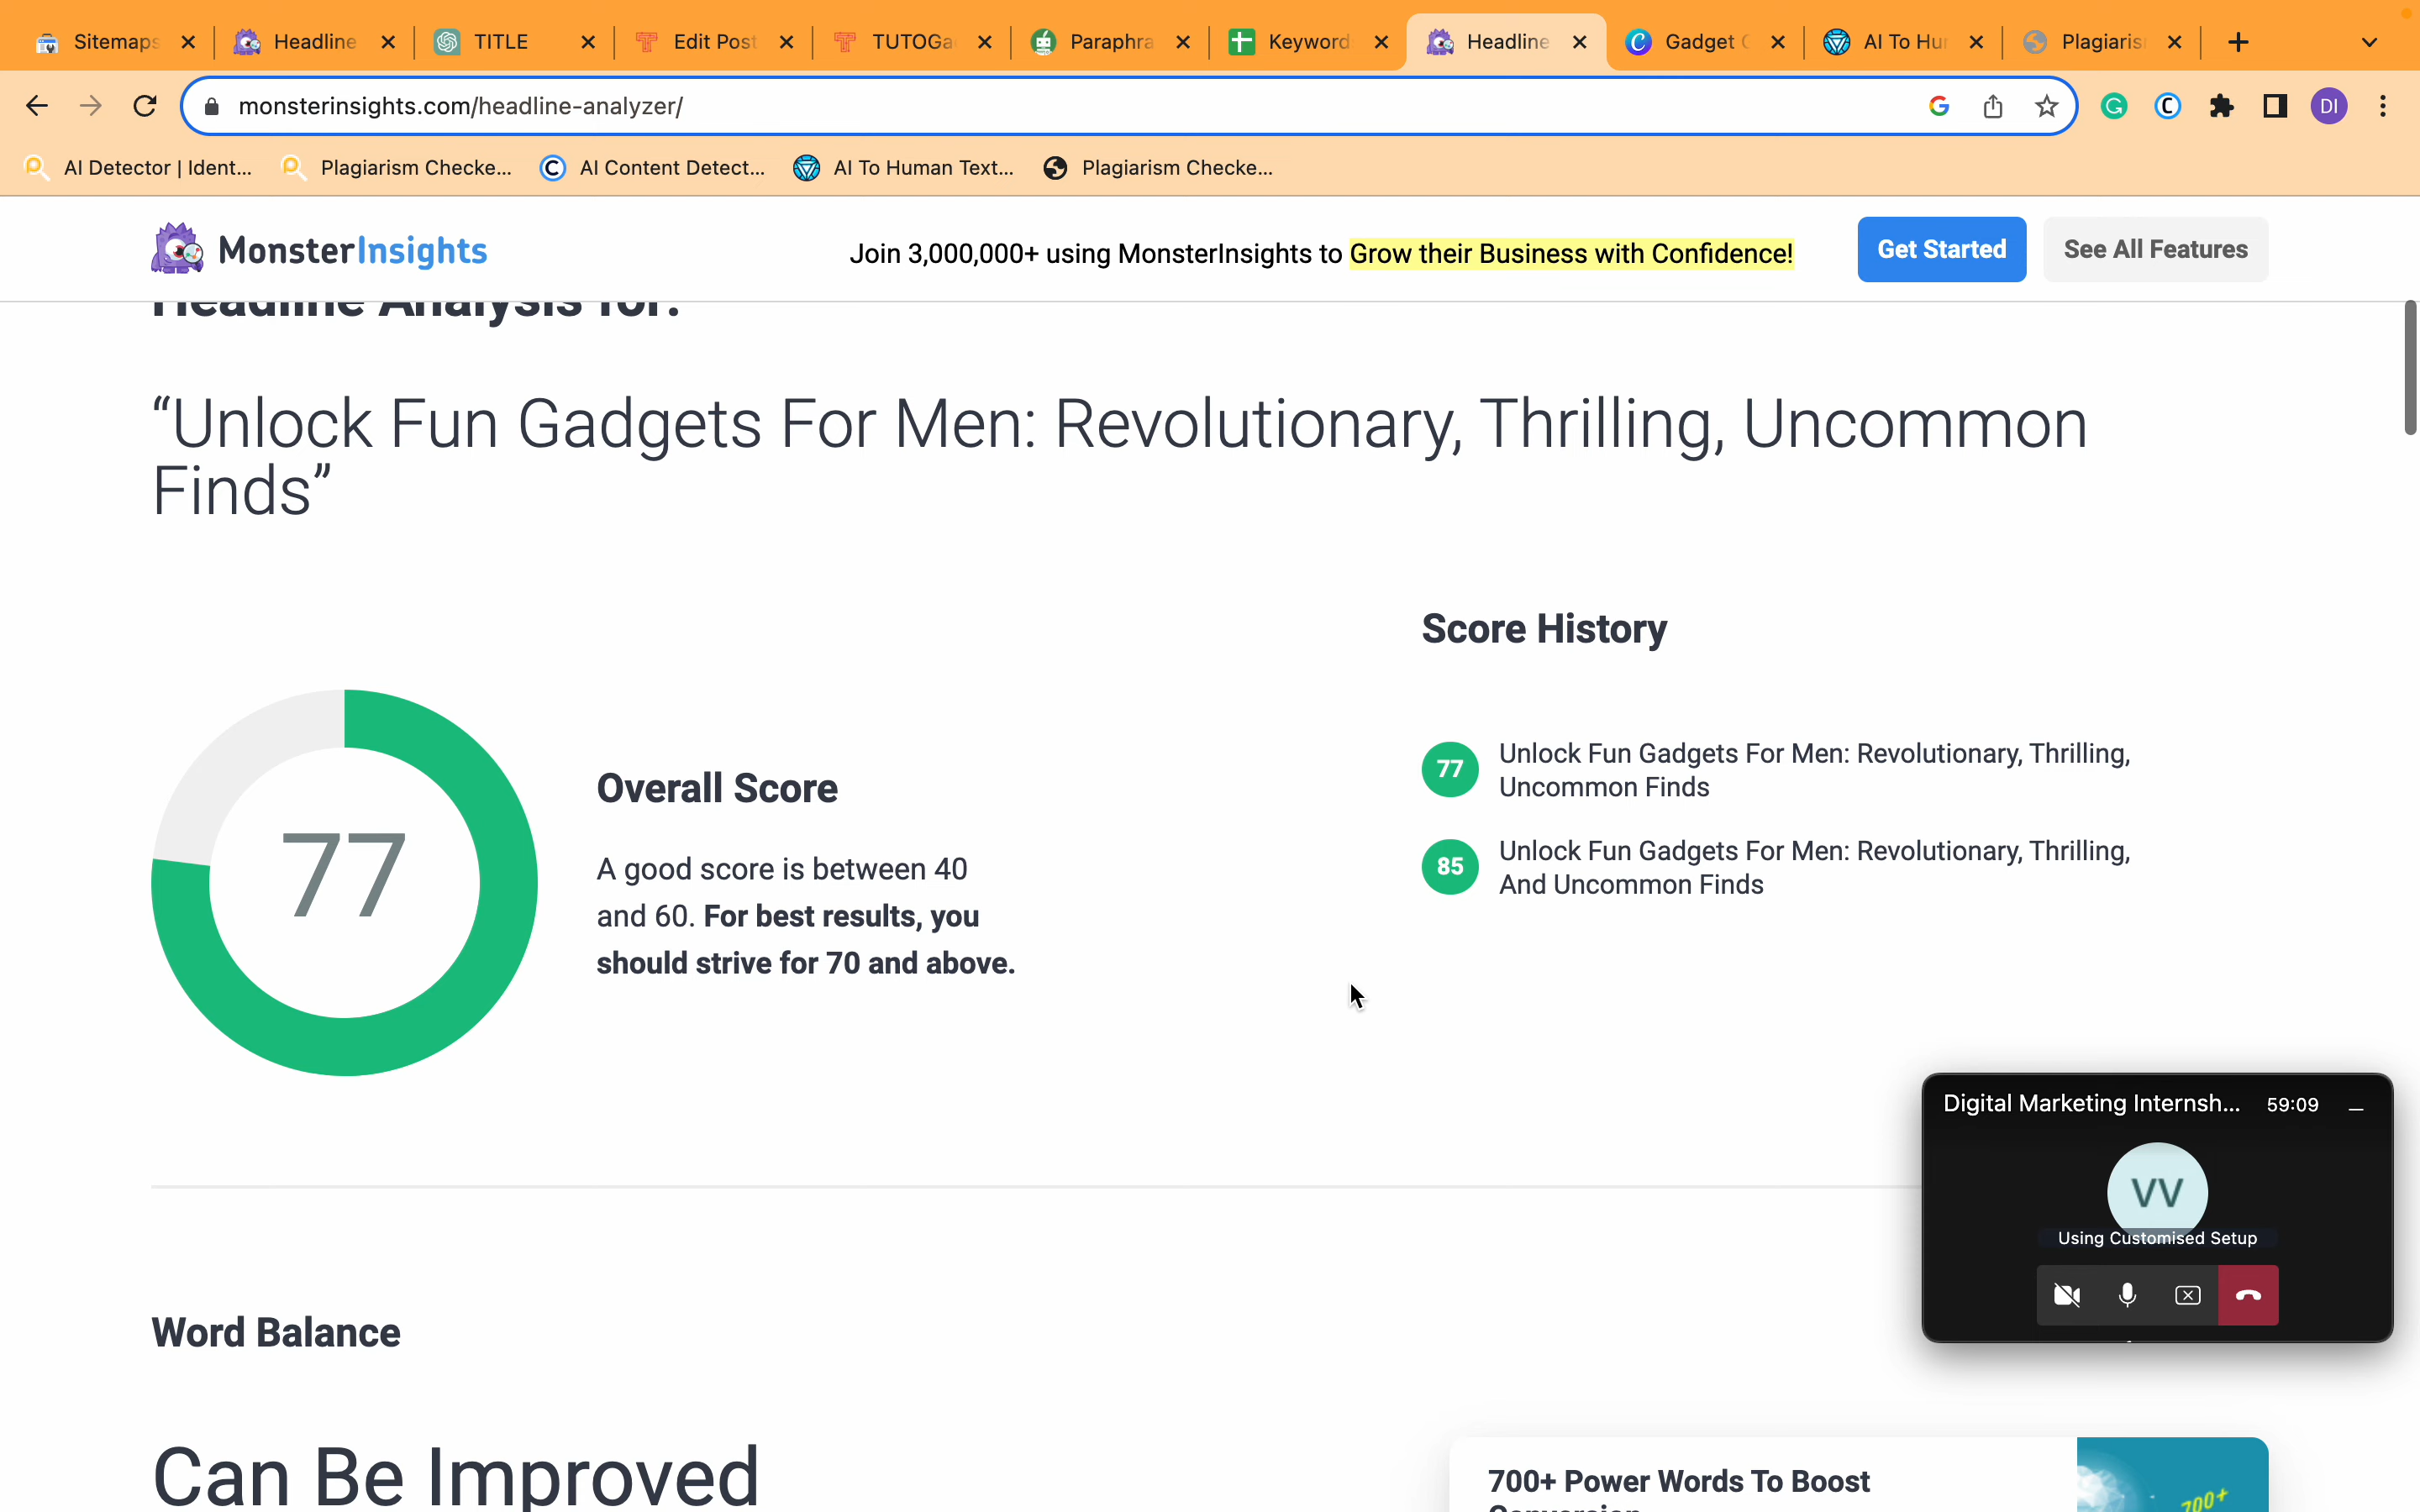 Sitemaps
Headline
TITLE
Edit Post
TUTOGa
Paraphra
Keyword
Headline
Gadget C
AI To Hu
Plagiaris
monsterinsights.com/headline-analyzer/
DI
AI Detector | Ident...
Plagiarism Checke...
AI Content Detect...
AI To Human Text...
Plagiarism Checke...
MonsterInsights
Join 3,000,000+ using MonsterInsights to Grow their Business with Confidence!
Get Started
See All Features
Headline Analysis for:
“Unlock Fun Gadgets For Men: Revolutionary, Thrilling, Uncommon
Finds”
77
Overall Score
A good score is between 40
and 60. For best results, you
should strive for 70 and above.
Score History
77
Unlock Fun Gadgets For Men: Revolutionary, Thrilling,
Uncommon Finds
85
Unlock Fun Gadgets For Men: Revolutionary, Thrilling,
And Uncommon Finds
Digital Marketing Internsh...
59:09
VV
Using Customised Setup
Word Balance
Can Be Improved
700+ Power Words To Boost
700+